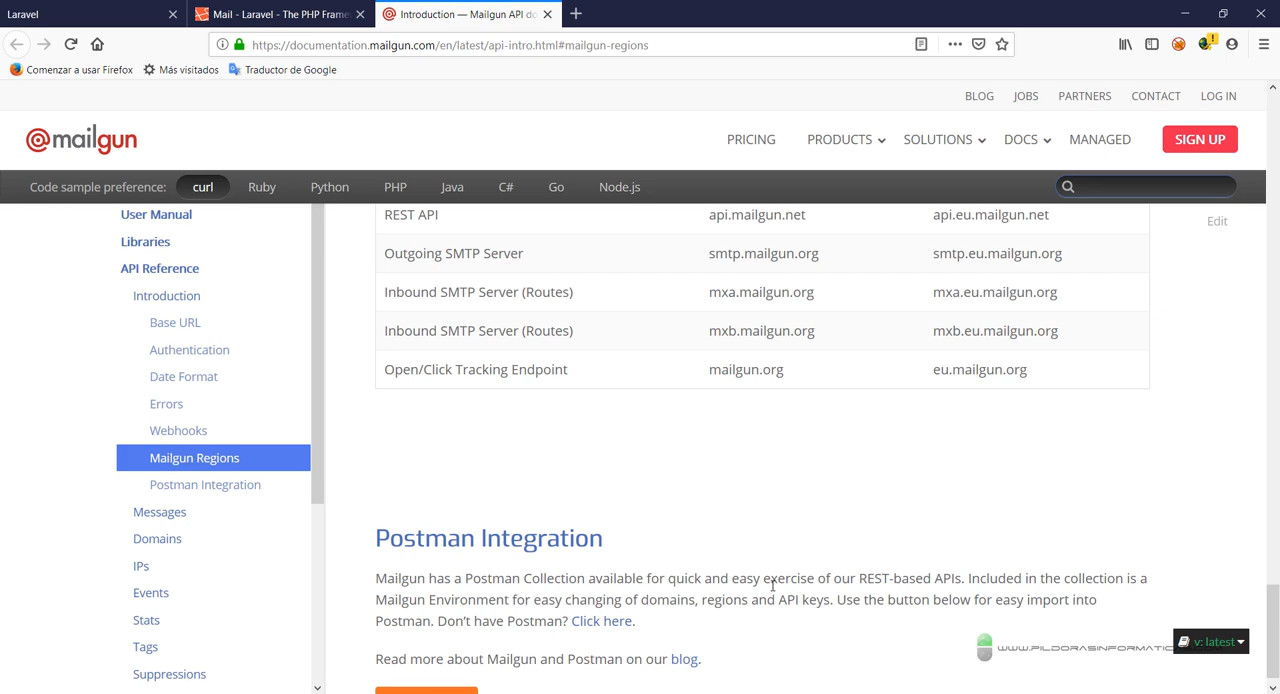 Laravel
Mail - Laravel - The PHP Frame
Introduction — Mailgun API do
https://documentation.mailgun.com/en/latest/api-intro.html#mailgun-regions
Comenzar a usar Firefox Más visitados Traductor de Google
BLOG JOBS PARTNERS CONTACT LOG IN
@mailgun
PRICING PRODUCTS SOLUTIONS DOCS MANAGED SIGN UP
Code sample preference: curl Ruby Python PHP Java C# Go Node.js
User Manual
Libraries
API Reference
Introduction
Base URL
Authentication
Date Format
Errors
Webhooks
Mailgun Regions
Postman Integration
Messages
Domains
IPs
Events
Stats
Tags
Suppressions
REST API api.mailgun.net api.eu.mailgun.net
Outgoing SMTP Server smtp.mailgun.org smtp.eu.mailgun.org
Inbound SMTP Server (Routes) mxa.mailgun.org mxa.eu.mailgun.org
Inbound SMTP Server (Routes) mxb.mailgun.org mxb.eu.mailgun.org
Open/Click Tracking Endpoint mailgun.org eu.mailgun.org
Edit
Postman Integration
Mailgun has a Postman Collection available for quick and easy exercise of our REST-based APIs. Included in the collection is a
Mailgun Environment for easy changing of domains, regions and API keys. Use the button below for easy import into
Postman. Don’t have Postman? Click here.
Read more about Mailgun and Postman on our blog.
v: latest